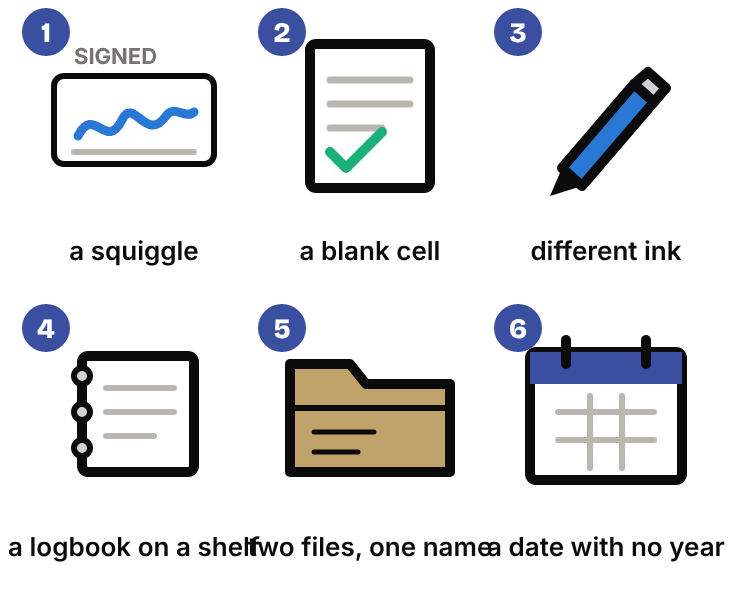 1
SIGNED
a squiggle
2
a blank cell
3
different ink
4
a logbook on a shelf
5
two files, one name
6
a date with no year